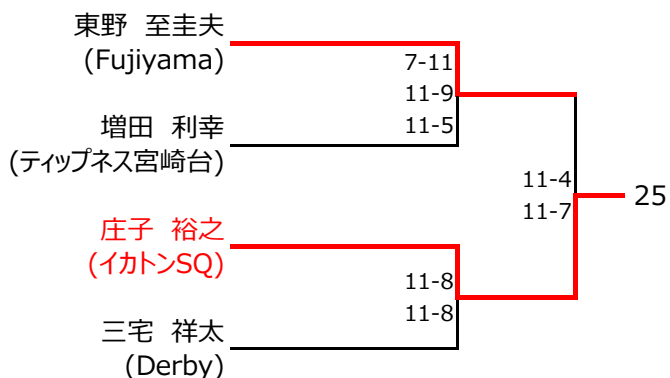 東野 至圭夫
(Fujiyama)
7-11
11-9
11-5
増田 利幸
(ティップネス宮崎台)
11-4
11-7
25
庄子 裕之
(イカトンSQ)
11-8
11-8
三宅 祥太
(Derby)